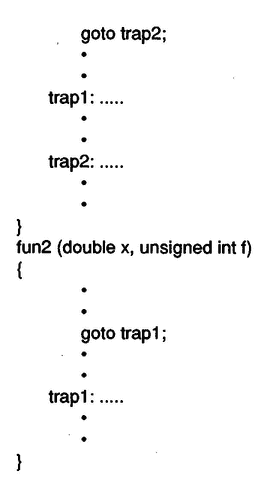 goto trap2;
•
•
trap1: .....
•
•
trap2: .....
•
•
}
fun2 (double x, unsigned int f)
{
•
•
goto trap1;
•
•
trap1: .....
•
•
}